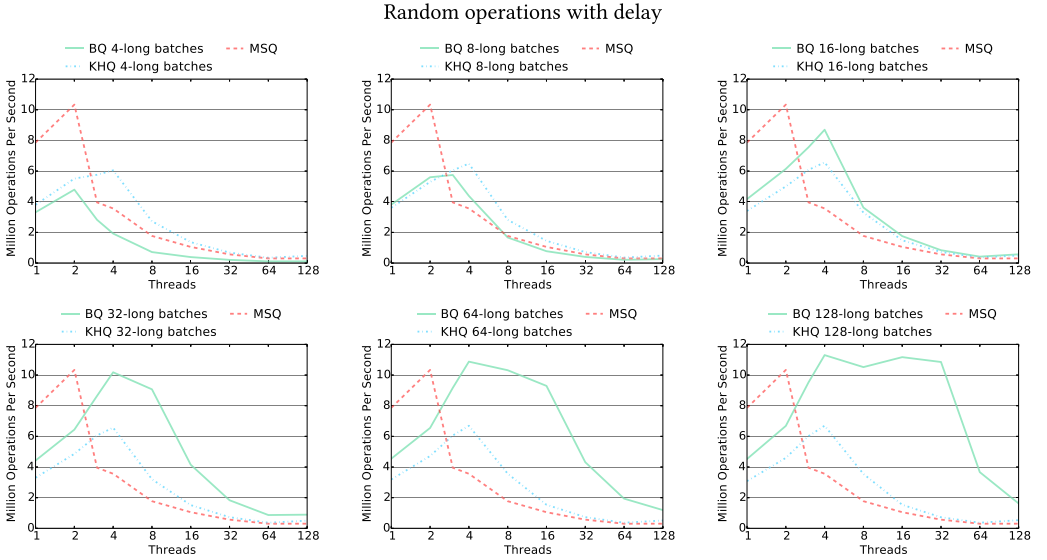 Random operations with delay
BQ 4-long batches MSQ
KHQ 4-long batches
12
10
8
6
4
2
0
Million Operations Per Second
1 2 4 8 16 32 64 128
Threads
BQ 8-long batches MSQ
KHQ 8-long batches
12
10
8
6
4
2
0
Million Operations Per Second
1 2 4 8 16 32 64 128
Threads
BQ 16-long batches MSQ
KHQ 16-long batches
12
10
8
6
4
2
0
Million Operations Per Second
1 2 4 8 16 32 64 128
Threads
BQ 32-long batches MSQ
KHQ 32-long batches
12
10
8
6
4
2
0
Million Operations Per Second
1 2 4 8 16 32 64 128
Threads
BQ 64-long batches MSQ
KHQ 64-long batches
12
10
8
6
4
2
0
Million Operations Per Second
1 2 4 8 16 32 64 128
Threads
BQ 128-long batches MSQ
KHQ 128-long batches
12
10
8
6
4
2
0
Million Operations Per Second
1 2 4 8 16 32 64 128
Threads